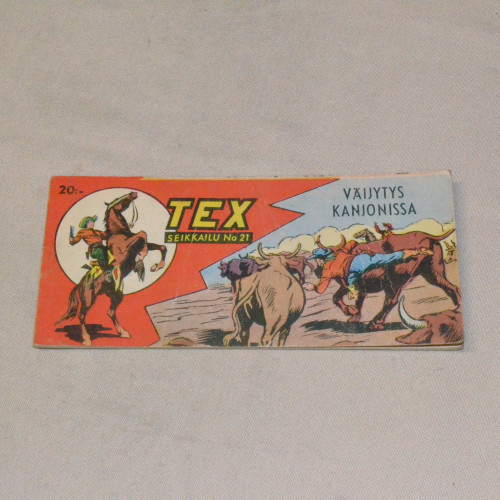 20:-
TEX
SEIKKAILU No 21
VÄIJYTYS
KANJONISSA